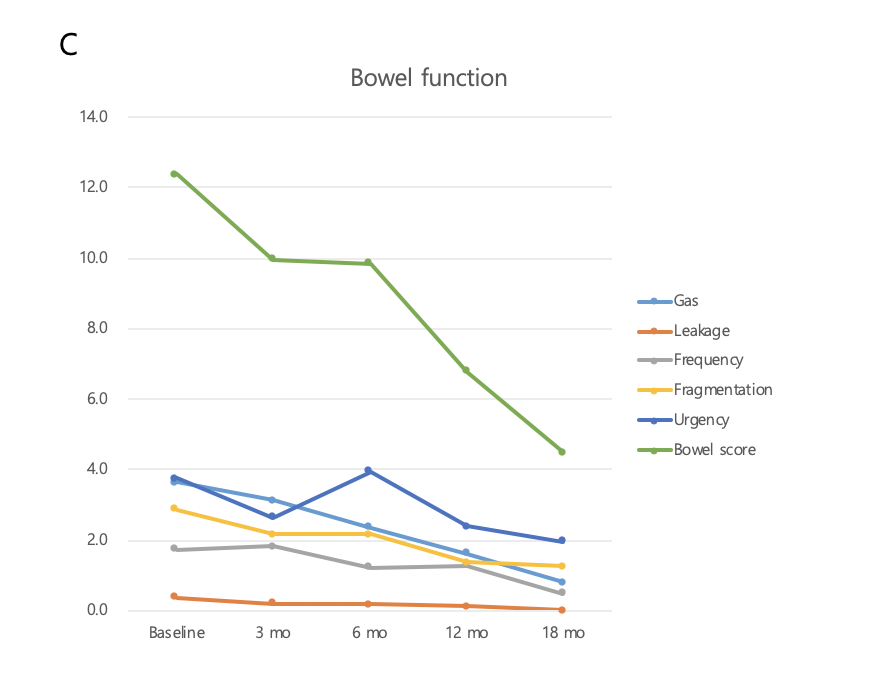 C
Bowel function
14.0
12.0
10.0
8.0
6.0
4.0
2.0
0.0
Baseline 3 mo 6 mo 12 mo 18 mo
Gas
Leakage
Frequency
Fragmentation
Urgency
Bowel score